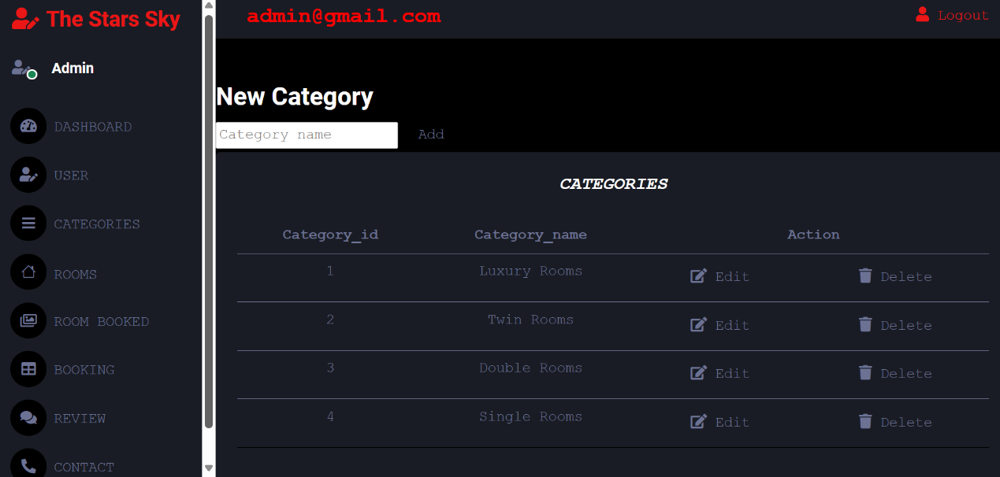 The Stars Sky
admin@gmail.com
Logout
Admin
DASHBOARD
USER
CATEGORIES
ROOMS
ROOM BOOKED
BOOKING
REVIEW
CONTACT
New Category
Category name
Add
CATEGORIES
Category_id Category_name Action
1 Luxury Rooms Edit Delete
2 Twin Rooms Edit Delete
3 Double Rooms Edit Delete
4 Single Rooms Edit Delete